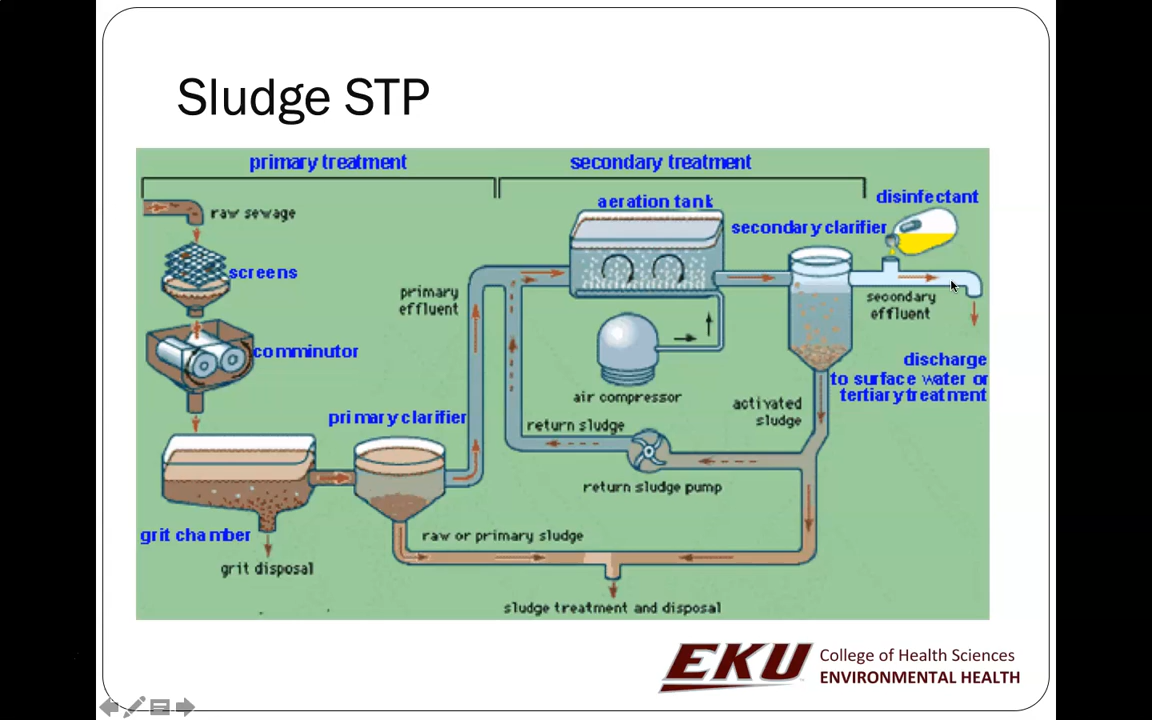 Sludge STP
primary treatment
secondary treatment
raw sewage
screens
comminutor
grit chamber
grit disposal
primary clarifier
raw or primary sludge
primary
effluent
aeration tank
air compressor
return sludge
return sludge pump
secondary clarifier
activated
sludge
disinfectant
secondary
effluent
discharge
to surface water or
tertiary treatment
sludge treatment and disposal
EKU
College of Health Sciences
ENVIRONMENTAL HEALTH